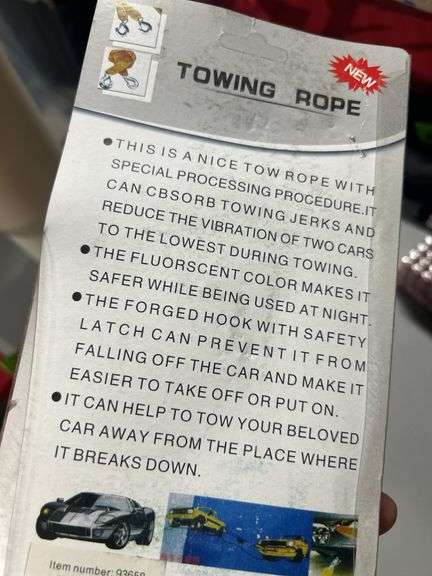 TOWING ROPE
NEW
●THIS IS A NICE TOW ROPE WITH
SPECIAL PROCESSING PROCEDURE.IT
CAN CBSORB TOWING JERKS AND
REDUCE THE VIBRATION OF TWO CARS
TO THE LOWEST DURING TOWING.
●THE FLUORSCENT COLOR MAKES IT
SAFER WHILE BEING USED AT NIGHT.
●THE FORGED HOOK WITH SAFETY
LATCH CAN PREVENT IT FROM
FALLING OFF THE CAR AND MAKE IT
EASIER TO TAKE OFF OR PUT ON.
●IT CAN HELP TO TOW YOUR BELOVED
CAR AWAY FROM THE PLACE WHERE
IT BREAKS DOWN.
Item number: 93658